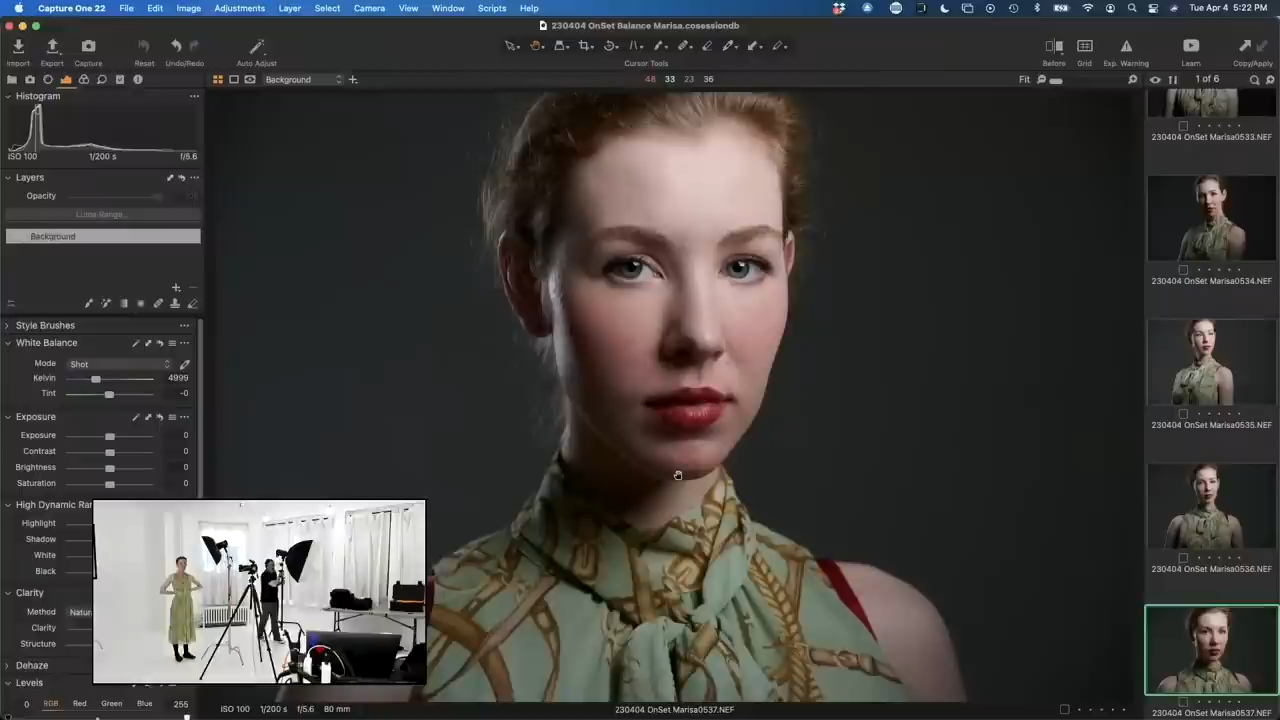 Capture One 22 File Edit Image Adjustments Layer Select Camera View Window Scripts Help Tue Apr 4 5:22 PM
230404 OnSet Balance Marisa.cosessiondb
Import Export Capture Reset Undo/Redo Auto Adjust Cursor Tools Before Grid Exp. Warning Learn Copy/Apply
Background 48 33 23 36 Fit 1 of 6
Histogram
ISO 100 1/200 s f/5.6
Layers
Opacity
Luma Range...
Background
Style Brushes
White Balance
Mode Shot
Kelvin 4999
Tint -0
Exposure
Exposure 0
Contrast 0
Brightness 0
Saturation 0
High Dynamic Ran
Highlight
Shadow
White
Black
Clarity
Method Natur
Clarity
Structure
Dehaze
Levels
0 RGB Red Green Blue 255
ISO 100 1/200 s f/5.6 80 mm
230404 OnSet Marisa0537.NEF
230404 OnSet Marisa0533.NEF
230404 OnSet Marisa0534.NEF
230404 OnSet Marisa0535.NEF
230404 OnSet Marisa0536.NEF
230404 OnSet Marisa0537.NEF